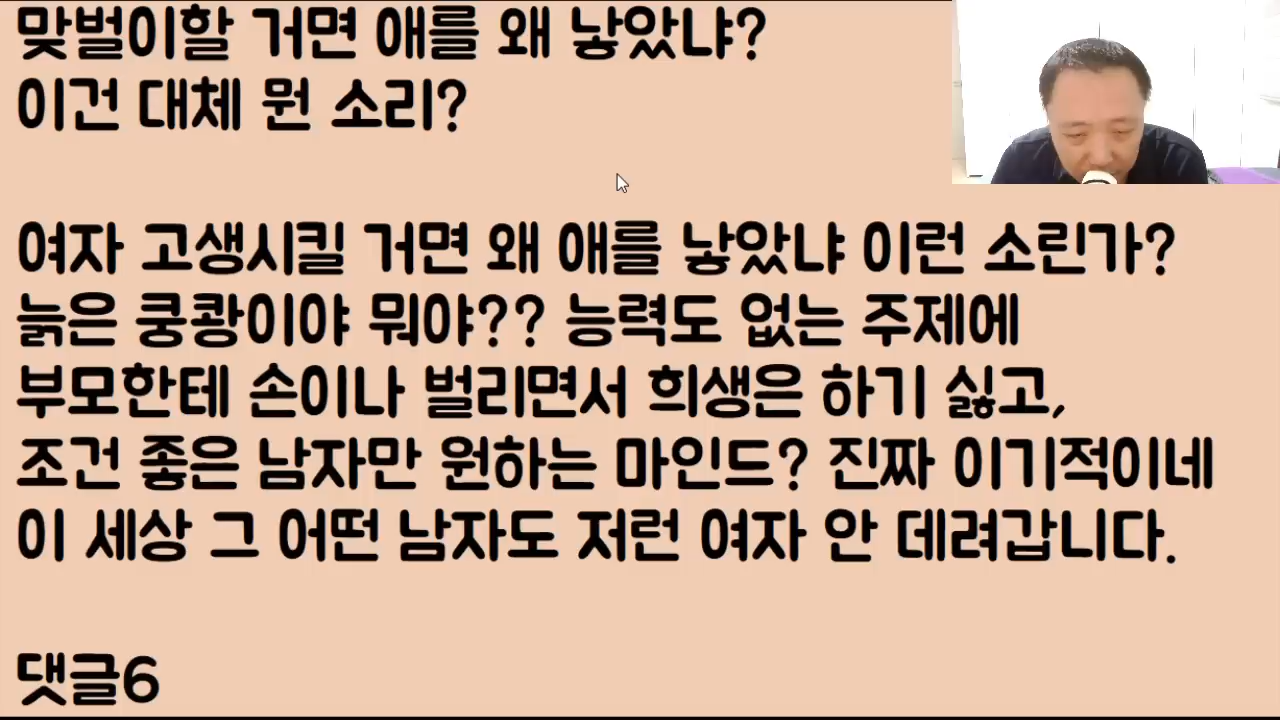 맞벌이할 거면 애를 왜 낳았냐?
이건 대체 뭔 소리?
여자 고생시킬 거면 왜 애를 낳았냐 이런 소린가?
늙은 쿵쾅이야 뭐야?? 능력도 없는 주제에
부모한테 손이나 벌리면서 희생은 하기 싫고,
조건 좋은 남자만 원하는 마인드? 진짜 이기적이네
이 세상 그 어떤 남자도 저런 여자 안 데려갑니다.
댓글6